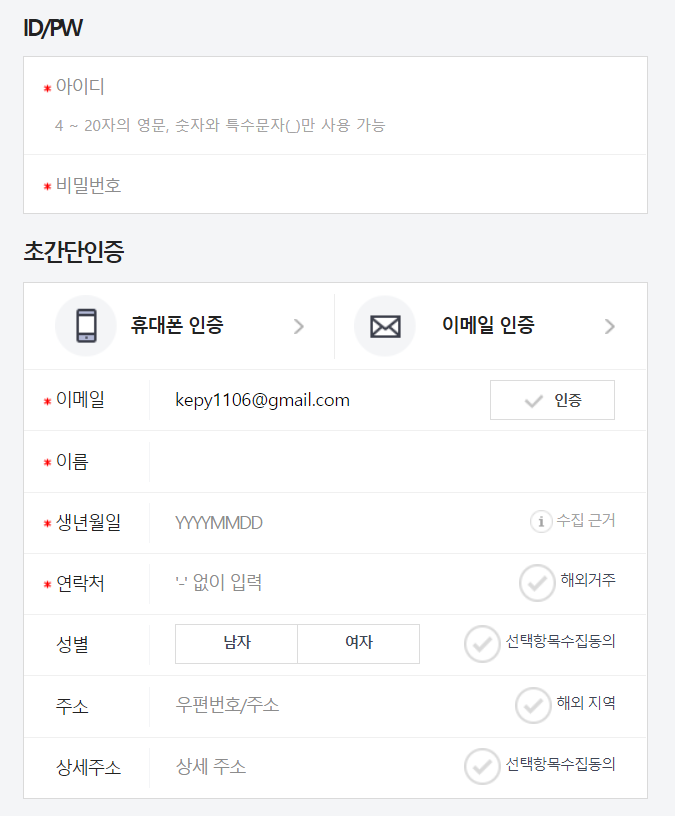 ID/PW
* 아이디
4 ~ 20자의 영문, 숫자와 특수문자(_)만 사용 가능
* 비밀번호
초간단인증
휴대폰 인증 이메일 인증
* 이메일 kepy1106@gmail.com 인증
* 이름
* 생년월일 YYYYMMDD 수집 근거
* 연락처 '-' 없이 입력 해외거주
성별 남자 여자 선택항목수집동의
주소 우편번호/주소 해외 지역
상세주소 상세 주소 선택항목수집동의